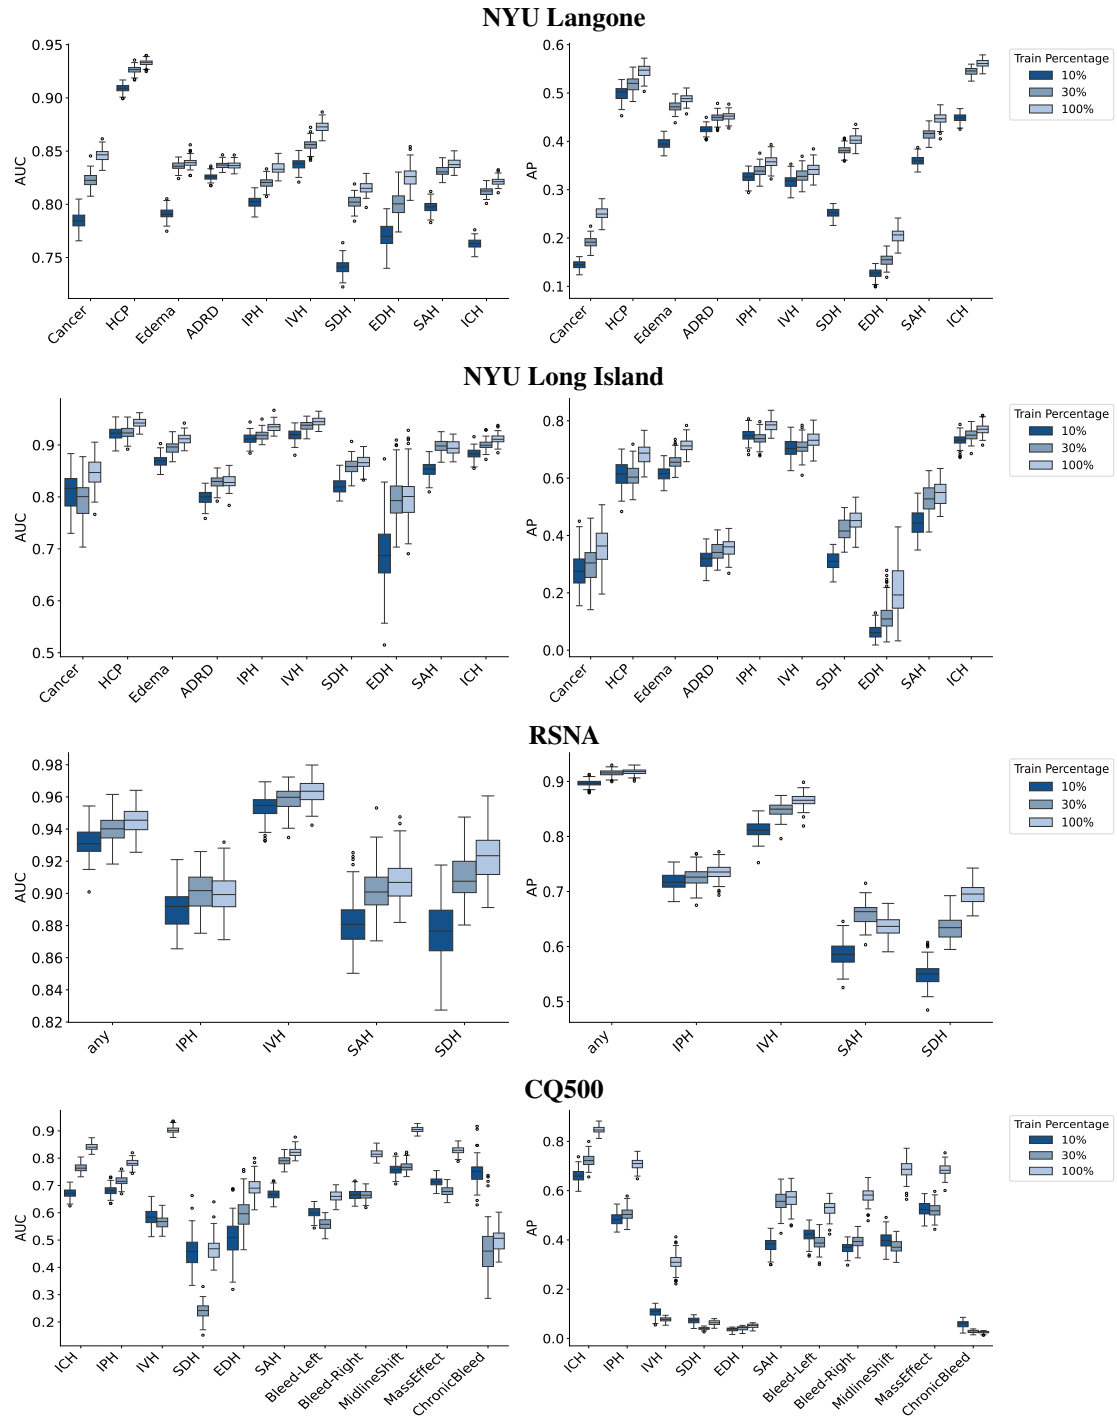 NYU Langone
0.95
0.90
0.85
0.80
0.75
AUC
Cancer
HCP
Edema
ADRD
IPH
IVH
SDH
EDH
SAH
ICH
0.6
0.5
0.4
0.3
0.2
0.1
AP
Cancer
HCP
Edema
ADRD
IPH
IVH
SDH
EDH
SAH
ICH
Train Percentage
10%
30%
100%
NYU Long Island
0.9
0.8
0.7
0.6
0.5
AUC
Cancer
HCP
Edema
ADRD
IPH
IVH
SDH
EDH
SAH
ICH
0.8
0.6
0.4
0.2
0.0
AP
Cancer
HCP
Edema
ADRD
IPH
IVH
SDH
EDH
SAH
ICH
Train Percentage
10%
30%
100%
RSNA
0.98
0.96
0.94
0.92
0.90
0.88
0.86
0.84
0.82
AUC
any
IPH
IVH
SAH
SDH
0.9
0.8
0.7
0.6
0.5
AP
any
IPH
IVH
SAH
SDH
Train Percentage
10%
30%
100%
CQ500
0.9
0.8
0.7
0.6
0.5
0.4
0.3
0.2
AUC
ICH
IPH
IVH
SDH
EDH
SAH
Bleed-Left
Bleed-Right
MidlineShift
MassEffect
ChronicBleed
0.8
0.6
0.4
0.2
0.0
AP
ICH
IPH
IVH
SDH
EDH
SAH
Bleed-Left
Bleed-Right
MidlineShift
MassEffect
ChronicBleed
Train Percentage
10%
30%
100%